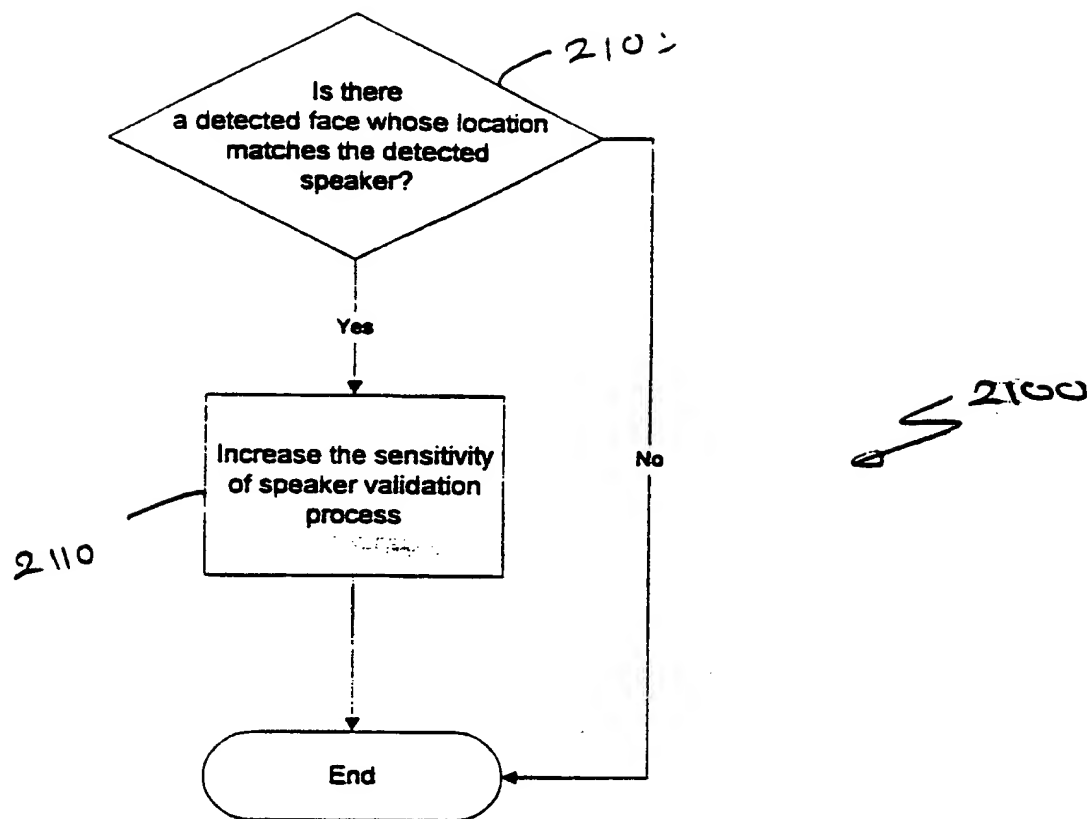 Is there
a detected face whose location
matches the detected
speaker?
Yes
No
2100
Increase the sensitivity
of speaker validation
process
2110
End